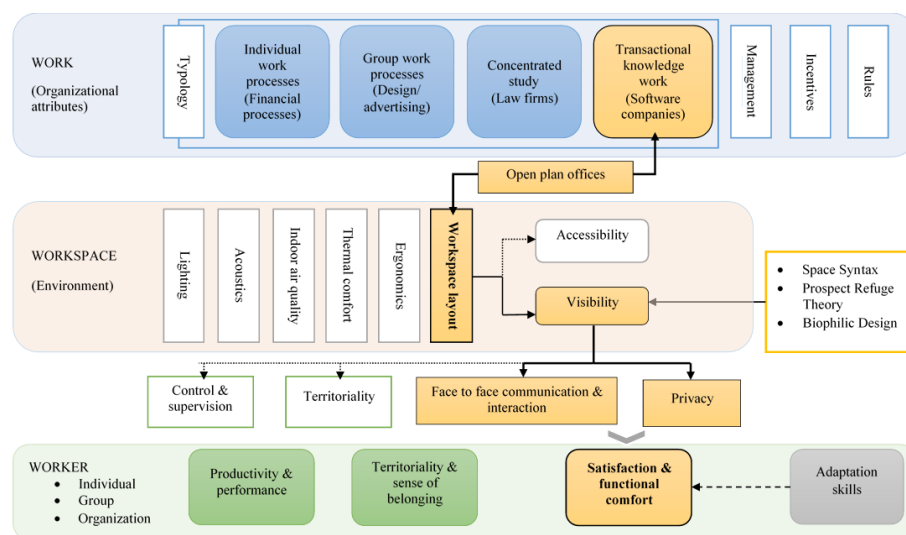 WORK
(Organizational
attributes)
Typology
Individual
work
processes
(Financial
processes)
Group work
processes
(Design/
advertising)
Concentrated
study
(Law firms)
Transactional
knowledge
work
(Software
companies)
Management
Incentives
Rules
Open plan offices
WORKSPACE
(Environment)
Lighting
Acoustics
Indoor air
quality
Thermal
comfort
Ergonomics
Workspace
layout
Accessibility
Visibility
• Space Syntax
• Prospect Refuge
Theory
• Biophilic Design
Control &
supervision
Territoriality
Face to face communication &
interaction
Privacy
WORKER
• Individual
• Group
• Organization
Productivity &
performance
Territoriality &
sense of
belonging
Satisfaction &
functional
comfort
Adaptation
skills